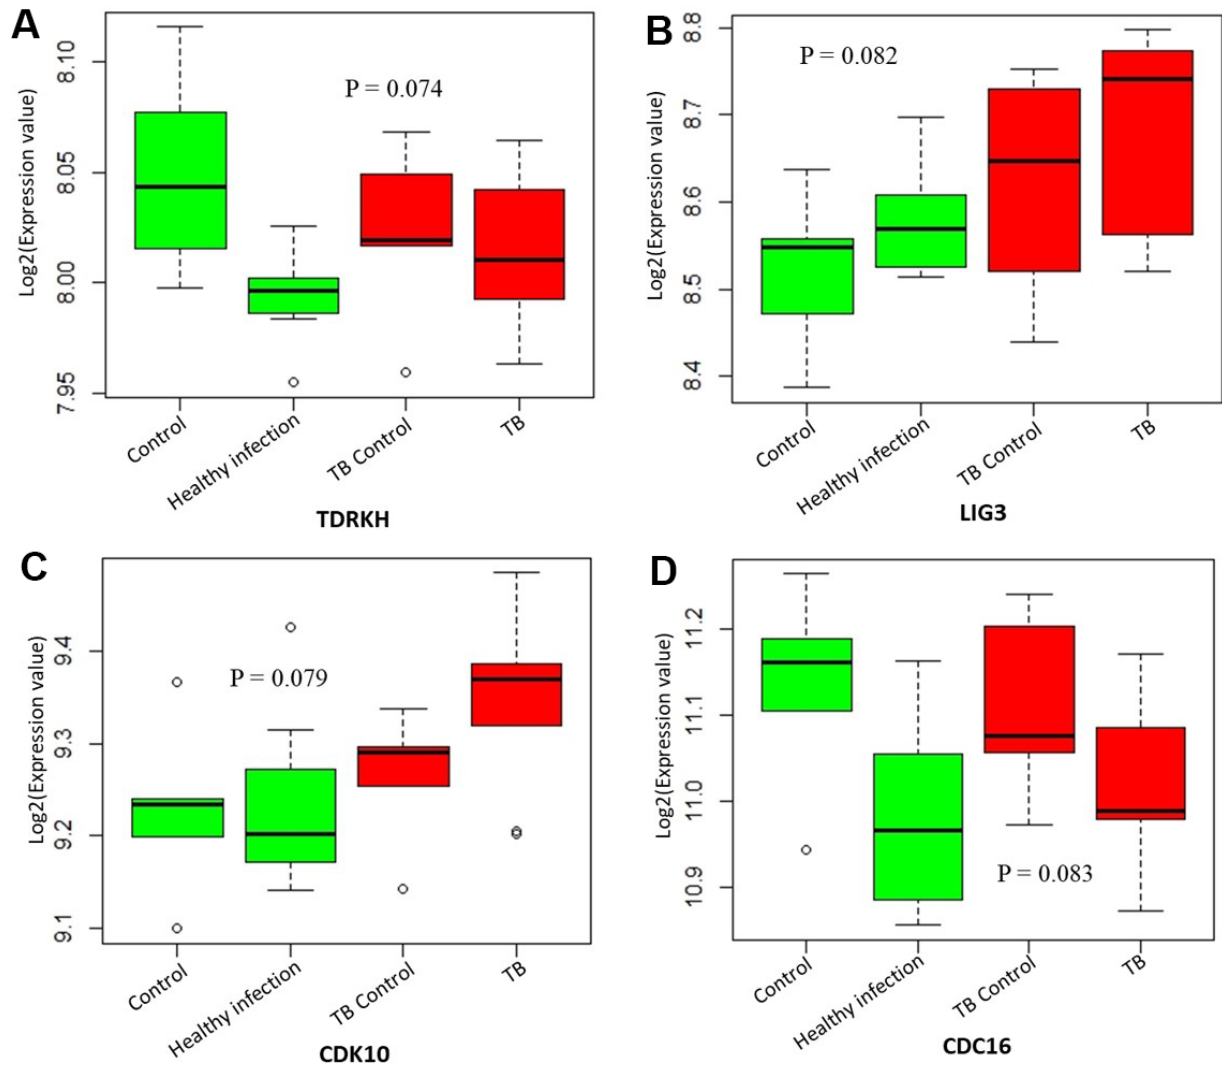 A
Log2(Expression value)
8.10
8.05
8.00
7.95
P = 0.074
Control
Healthy infection
TB Control
TB
TDRKH
B
Log2(Expression value)
8.8
8.7
8.6
8.5
8.4
P = 0.082
Control
Healthy infection
TB Control
TB
LIG3
C
Log2(Expression value)
9.4
9.3
9.2
9.1
P = 0.079
Control
Healthy infection
TB Control
TB
CDK10
D
Log2(Expression value)
11.2
11.1
11.0
10.9
P = 0.083
Control
Healthy infection
TB Control
TB
CDC16